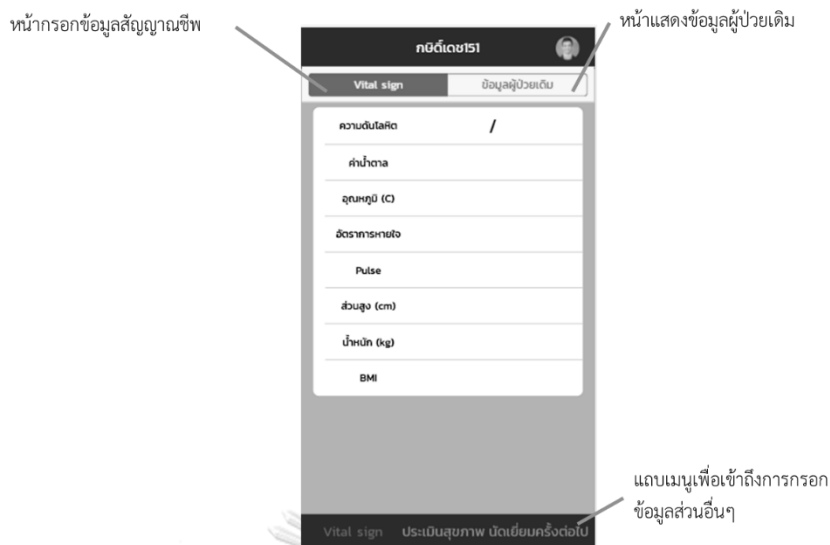 หน้ากรอกข้อมูลสัญญาณชีพ
หน้าแสดงข้อมูลผู้ป่วยเดิม
กษิดิ์เดช151
Vital sign ข้อมูลผู้ป่วยเดิม
ความดันโลหิต /
ค่าน้ำตาล
อุณหภูมิ (C)
อัตราการหายใจ
Pulse
ส่วนสูง (cm)
น้ำหนัก (kg)
BMI
แถบเมนูเพื่อเข้าถึงการกรอก
ข้อมูลส่วนอื่นๆ
Vital sign ประเมินสุขภาพ นัดเยี่ยมครั้งต่อไป